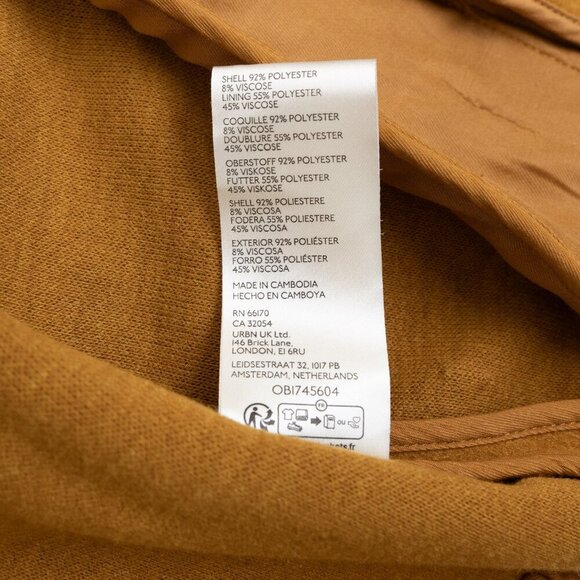 SHELL 92% POLYESTER
8% VISCOSE
LINING 55% POLYESTER
45% VISCOSE
COQUILLE 92% POLYESTER
8% VISCOSE
DOUBLURE 55% POLYESTER
45% VISCOSE
OBERSTOFF 92% POLYESTER
8% VISKOSE
FUTTER 55% POLYESTER
45% VISKOSE
SHELL 92% POLIESTERE
8% VISCOSA
FODERA 55% POLIESTERE
45% VISCOSA
EXTERIOR 92% POLIÉSTER
8% VISCOSA
FORRO 55% POLIÉSTER
45% VISCOSA
MADE IN CAMBODIA
HECHO EN CAMBOYA
RN 66170
CA 32054
URBN UK Ltd.
146 Brick Lane,
LONDON, E1 6RU
LEIDSESTRAAT 32, 1017 PB
AMSTERDAM, NETHERLANDS
OB1745604
FR
ou